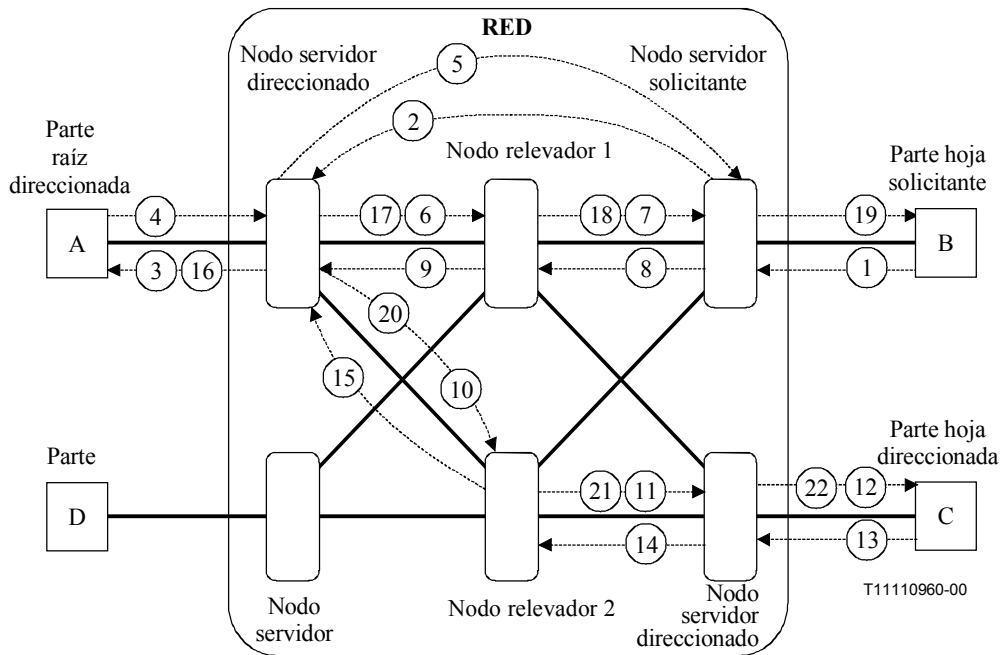 RED
Nodo servidor
direccionado
5
Nodo servidor
solicitante
2
Parte
raíz
direccionada
Nodo relevador 1
Parte hoja
solicitante
4
17
6
18
7
19
A
B
3
16
9
8
1
20
15
10
Parte
Parte hoja
direccionada
21
11
22
12
D
C
14
13
T11110960-00
Nodo
servidor
Nodo relevador 2
Nodo
servidor
direccionado